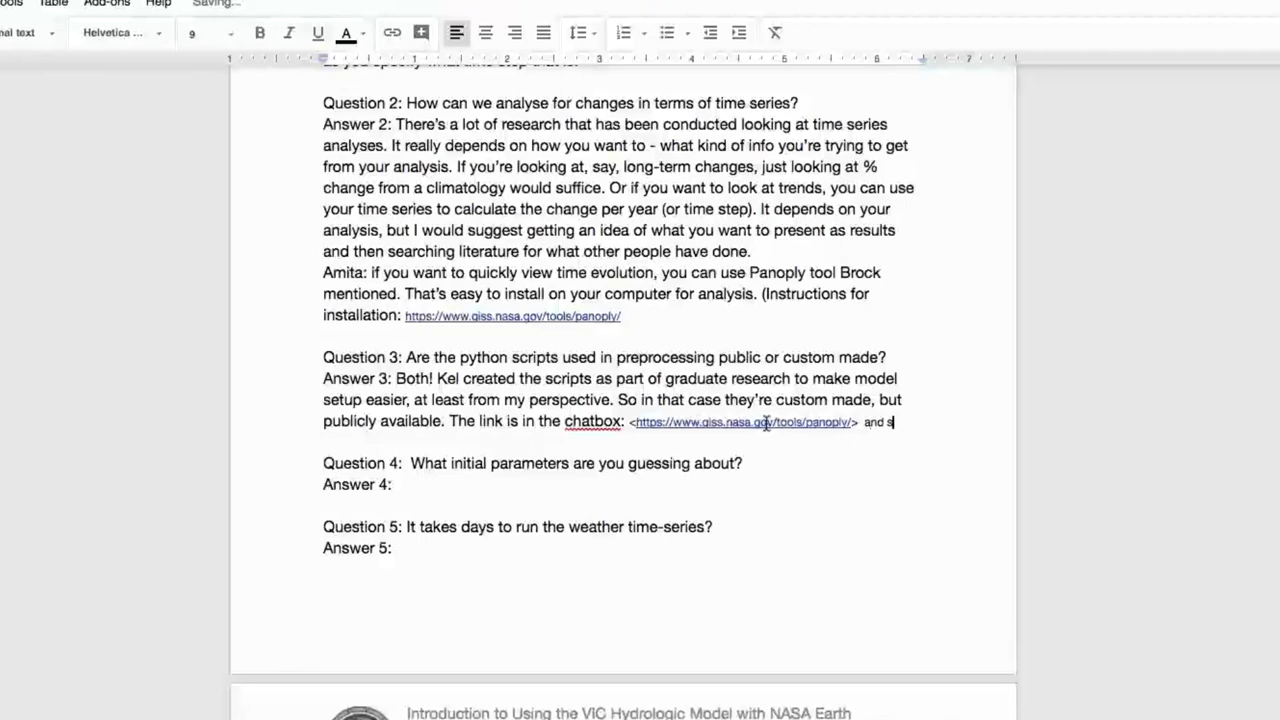 Table Add-ons Help Saving...
Helvetica ... 9 B I U A
1 1 2 3 4 5 6 7
Question 2: How can we analyse for changes in terms of time series?
Answer 2: There's a lot of research that has been conducted looking at time series
analyses. It really depends on how you want to - what kind of info you're trying to get
from your analysis. If you're looking at, say, long-term changes, just looking at %
change from a climatology would suffice. Or if you want to look at trends, you can use
your time series to calculate the change per year (or time step). It depends on your
analysis, but I would suggest getting an idea of what you want to present as results
and then searching literature for what other people have done.
Amita: if you want to quickly view time evolution, you can use Panoply tool Brock
mentioned. That's easy to install on your computer for analysis. (Instructions for
installation: https://www.giss.nasa.gov/tools/panoply/
Question 3: Are the python scripts used in preprocessing public or custom made?
Answer 3: Both! Kel created the scripts as part of graduate research to make model
setup easier, at least from my perspective. So in that case they're custom made, but
publicly available. The link is in the chatbox: <https://www.giss.nasa.gov/tools/panoply/> and s
Question 4: What initial parameters are you guessing about?
Answer 4:
Question 5: It takes days to run the weather time-series?
Answer 5:
Introduction to Using the VIC Hydrologic Model with NASA Earth